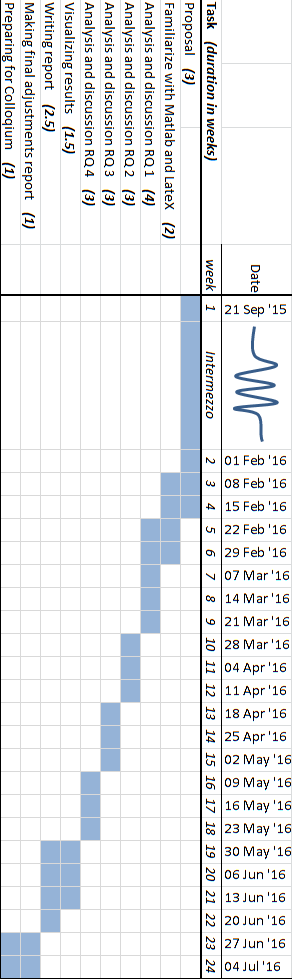 Date
21 Sep '15
01 Feb '16
08 Feb '16
15 Feb '16
22 Feb '16
29 Feb '16
07 Mar '16
14 Mar '16
21 Mar '16
28 Mar '16
04 Apr '16
11 Apr '16
18 Apr '16
25 Apr '16
02 May '16
09 May '16
16 May '16
23 May '16
30 May '16
06 Jun '16
13 Jun '16
20 Jun '16
27 Jun '16
04 Jul '16
Task (duration in weeks)
week
1
Intermezzo
2
3
4
5
6
7
8
9
10
11
12
13
14
15
16
17
18
19
20
21
22
23
24
Proposal (3)
Familiarize with Matlab and LateX (2)
Analysis and discussion RQ 1 (4)
Analysis and discussion RQ 2 (3)
Analysis and discussion RQ 3 (3)
Analysis and discussion RQ 4 (3)
Visualizing results (1.5)
Writing report (2.5)
Making final adjustments report (1)
Preparing for Colloqium (1)